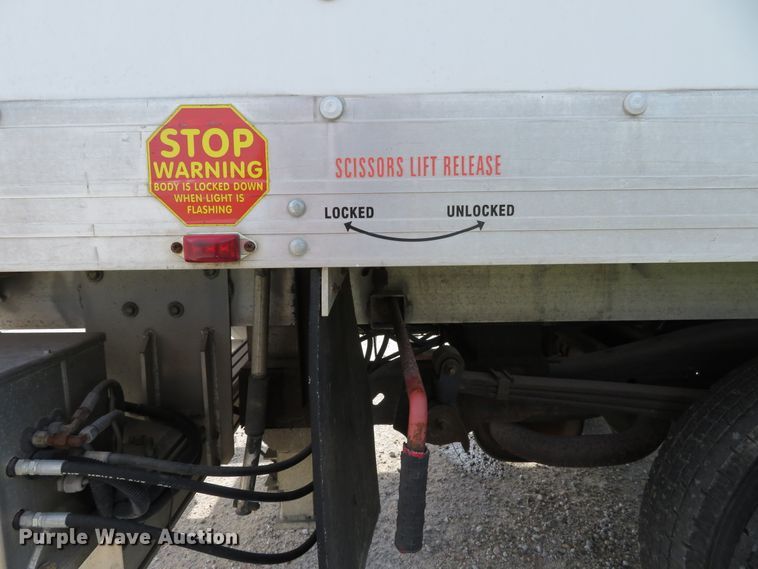 STOP
WARNING
BODY IS LOCKED DOWN
WHEN LIGHT IS
FLASHING
SCISSORS LIFT RELEASE
LOCKED
UNLOCKED
Purple Wave Auction